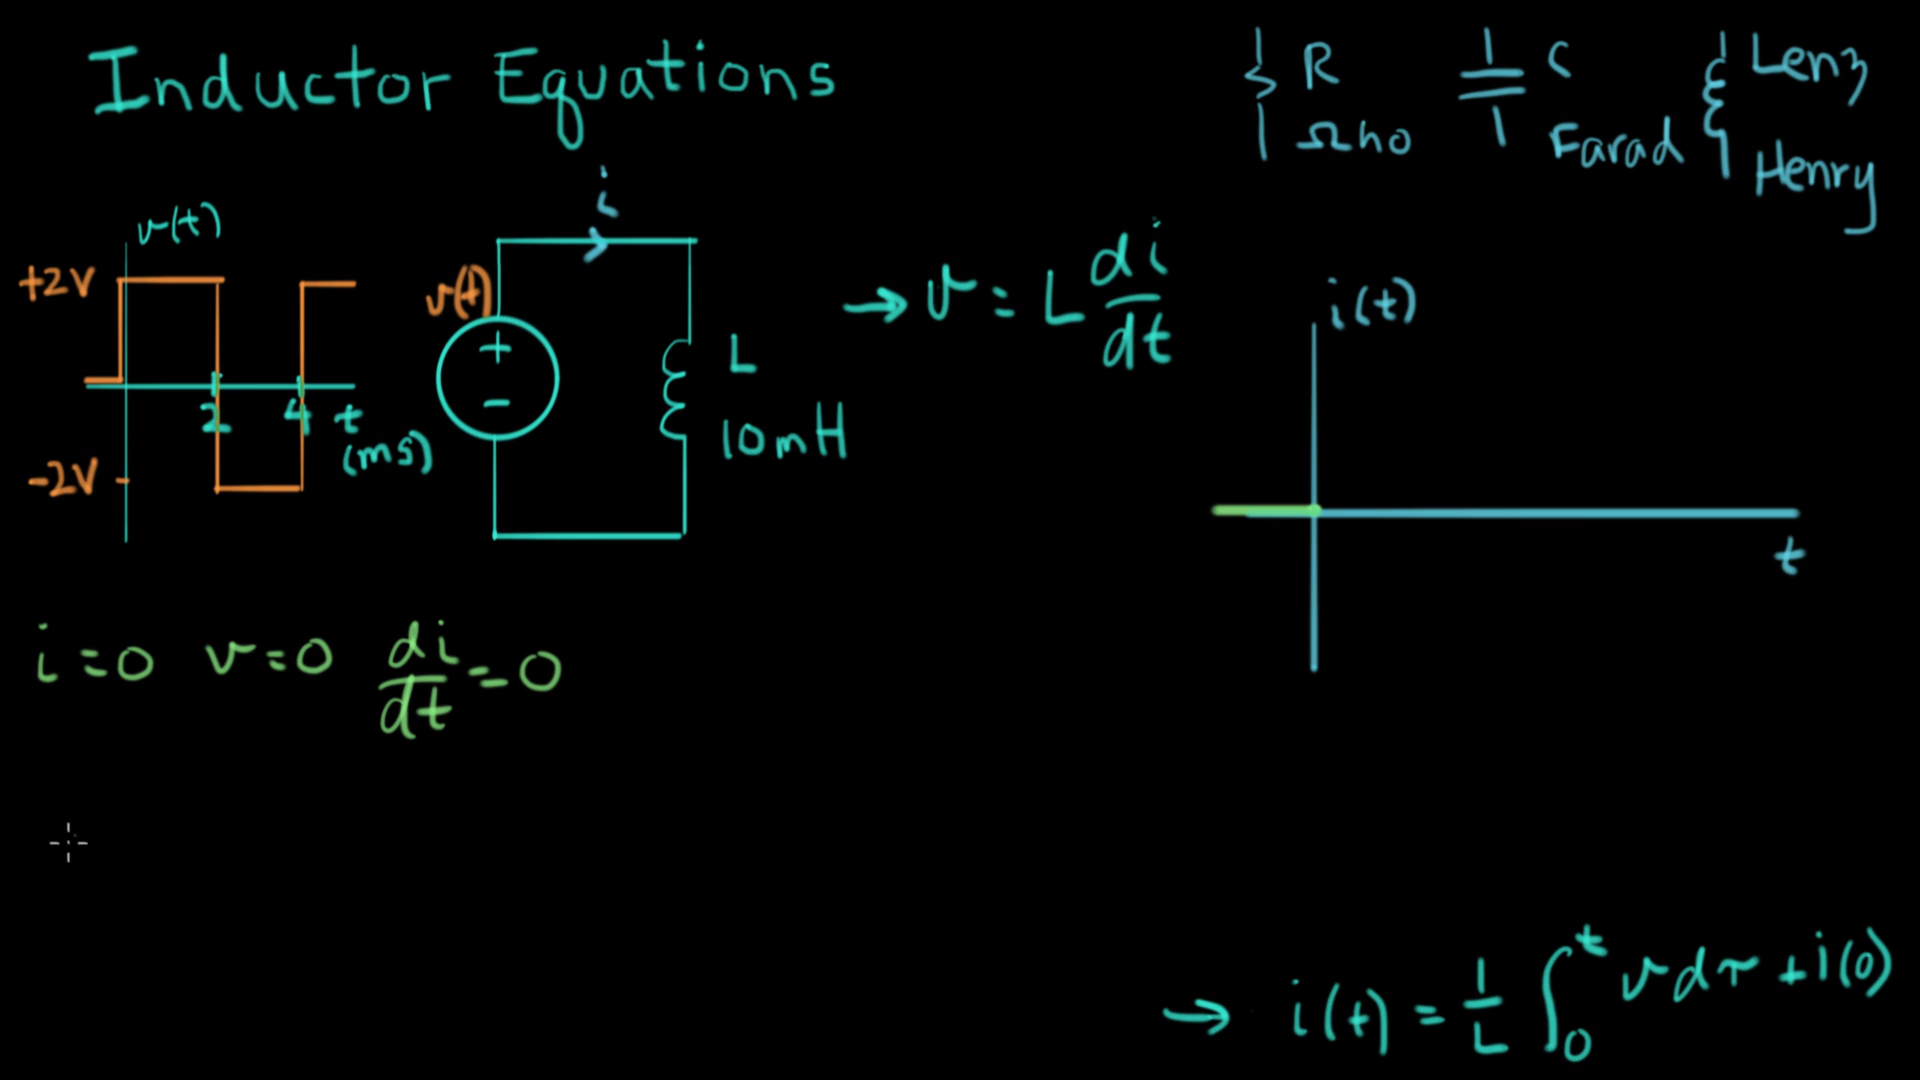 Inductor Equations
R
Ωho
C
Farad
Lenz
Henry
v(t)
+2V
-2V
2 4 t
(ms)
i
v(t)
+
-
L
10mH
→ v = L di/dt
i(t)
t
i=0 v=0 di/dt=0
→ i(t) = 1/L ∫₀ᵗ v dτ + i(0)